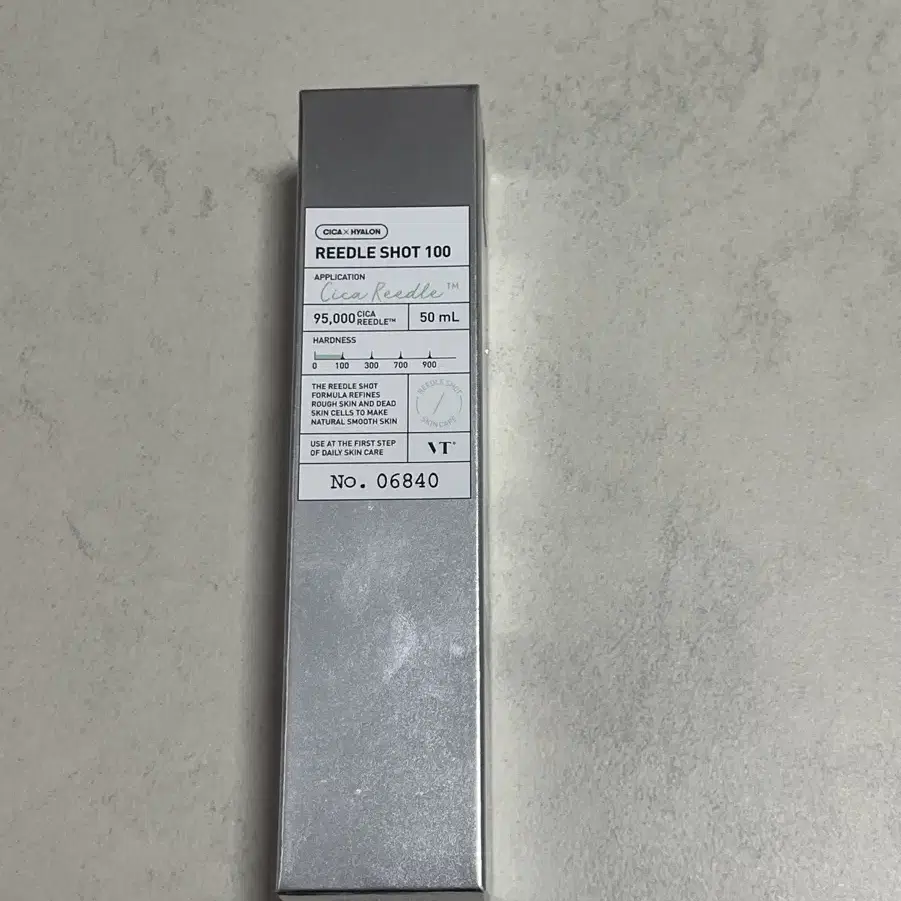 CICA × HYALON
REEDLE SHOT 100
APPLICATION
Cica Reedle™
95,000 CICA REEDLE™
50 mL
HARDNESS
0 100 300 700 900
THE REEDLE SHOT
FORMULA REFINES
ROUGH SKIN AND DEAD
SKIN CELLS TO MAKE
NATURAL SMOOTH SKIN
REEDLE SHOT
SKIN CARE
USE AT THE FIRST STEP
OF DAILY SKIN CARE
VT®
No. 06840